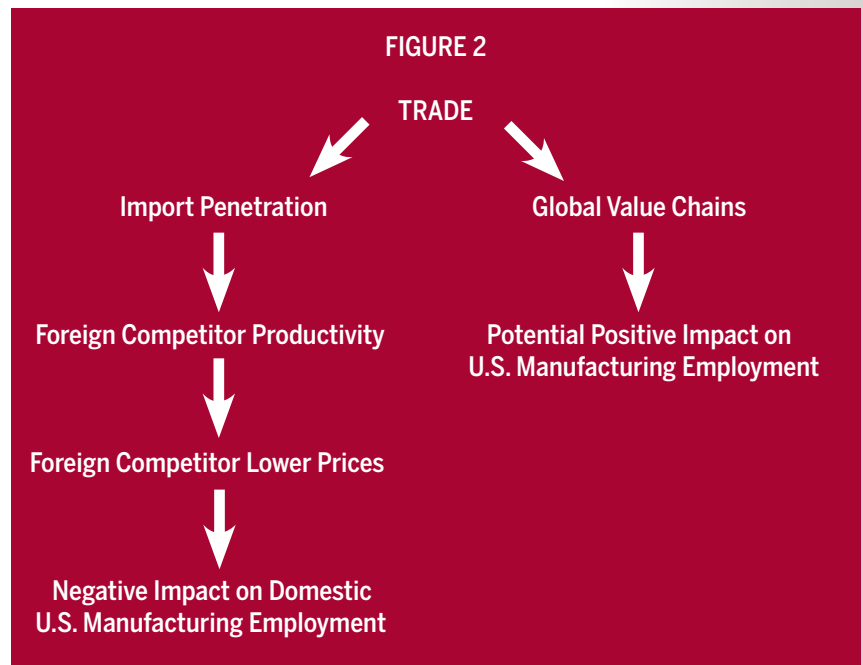 FIGURE 2
TRADE
Import Penetration
Foreign Competitor Productivity
Foreign Competitor Lower Prices
Negative Impact on Domestic
U.S. Manufacturing Employment
Global Value Chains
Potential Positive Impact on
U.S. Manufacturing Employment